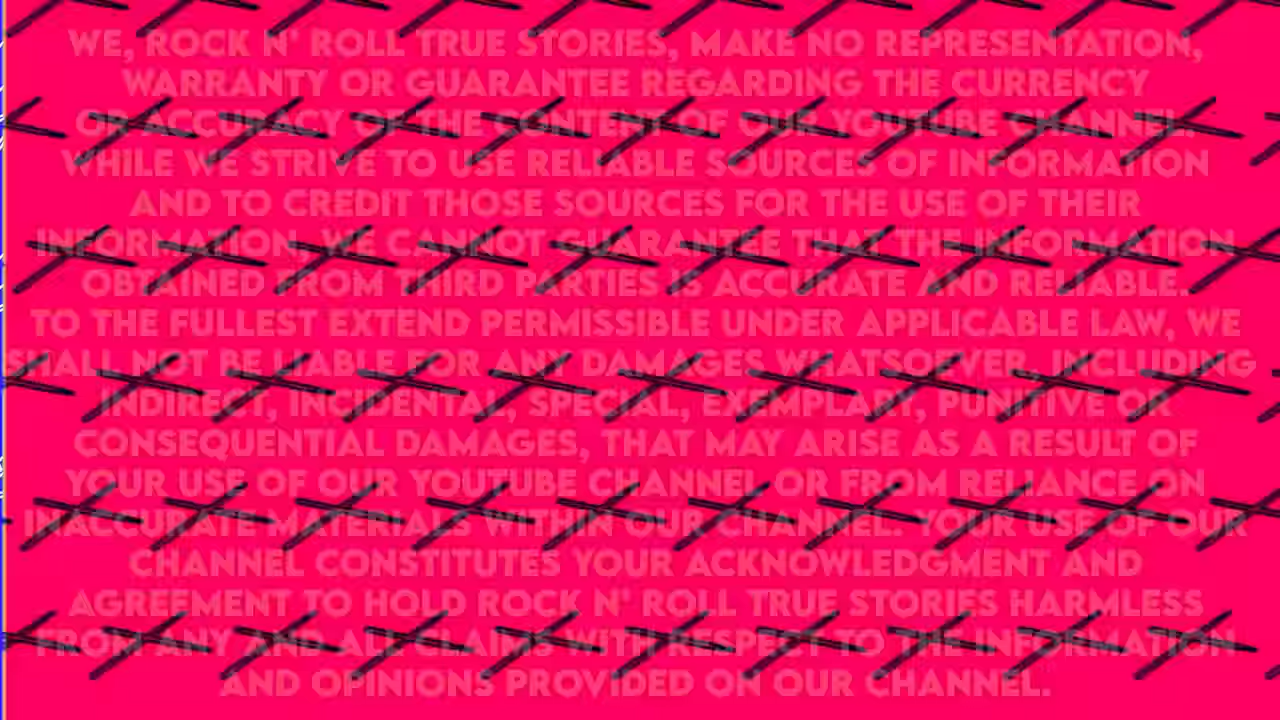 WE, ROCK N' ROLL TRUE STORIES, MAKE NO REPRESENTATION,
WARRANTY OR GUARANTEE REGARDING THE CURRENCY
OR ACCURACY OF THE CONTENT OF OUR YOUTUBE CHANNEL.
WHILE WE STRIVE TO USE RELIABLE SOURCES OF INFORMATION
AND TO CREDIT THOSE SOURCES FOR THE USE OF THEIR
INFORMATION, WE CANNOT GUARANTEE THAT THE INFORMATION
OBTAINED FROM THIRD PARTIES IS ACCURATE AND RELIABLE.
TO THE FULLEST EXTEND PERMISSIBLE UNDER APPLICABLE LAW, WE
SHALL NOT BE LIABLE FOR ANY DAMAGES WHATSOEVER, INCLUDING
INDIRECT, INCIDENTAL, SPECIAL, EXEMPLARY, PUNITIVE OR
CONSEQUENTIAL DAMAGES, THAT MAY ARISE AS A RESULT OF
YOUR USE OF OUR YOUTUBE CHANNEL OR FROM RELIANCE ON
INACCURATE MATERIALS WITHIN OUR CHANNEL. YOUR USE OF OUR
CHANNEL CONSTITUTES YOUR ACKNOWLEDGMENT AND
AGREEMENT TO HOLD ROCK N' ROLL TRUE STORIES HARMLESS
FROM ANY AND ALL CLAIMS WITH RESPECT TO THE INFORMATION
AND OPINIONS PROVIDED ON OUR CHANNEL.